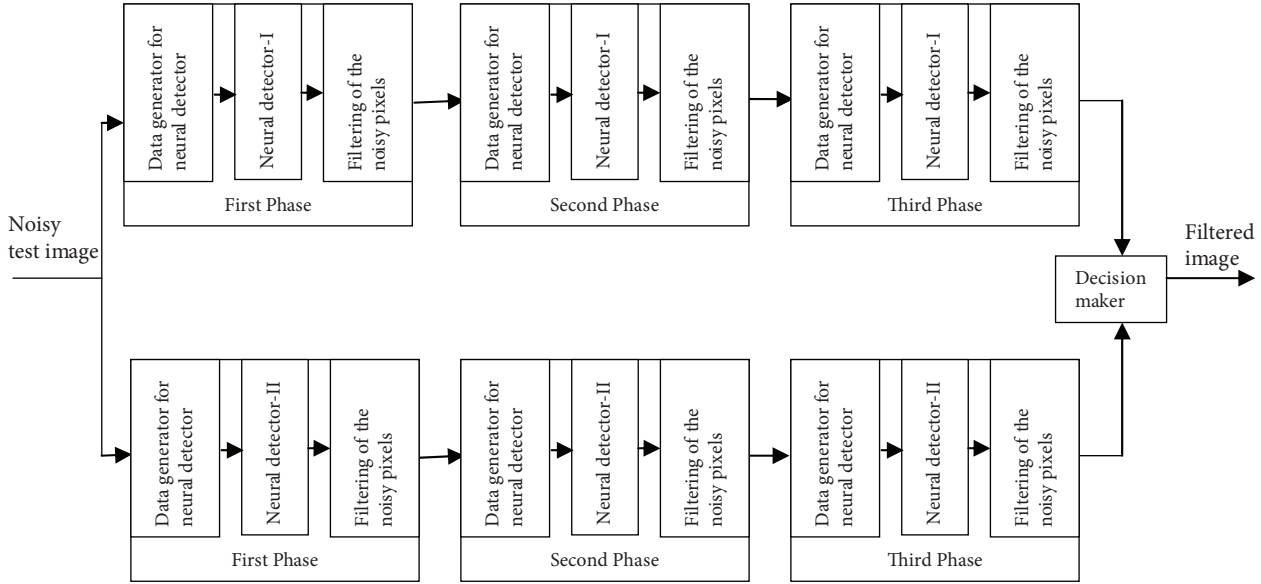 Noisy
test image
Data generator for
neural detector
Neural detector-I
Filtering of the
noisy pixels
First Phase
Data generator for
neural detector
Neural detector-I
Filtering of the
noisy pixels
Second Phase
Data generator for
neural detector
Neural detector-I
Filtering of the
noisy pixels
Third Phase
Data generator for
neural detector
Neural detector-II
Filtering of the
noisy pixels
First Phase
Data generator for
neural detector
Neural detector-II
Filtering of the
noisy pixels
Second Phase
Data generator for
neural detector
Neural detector-II
Filtering of the
noisy pixels
Third Phase
Decision
maker
Filtered
image